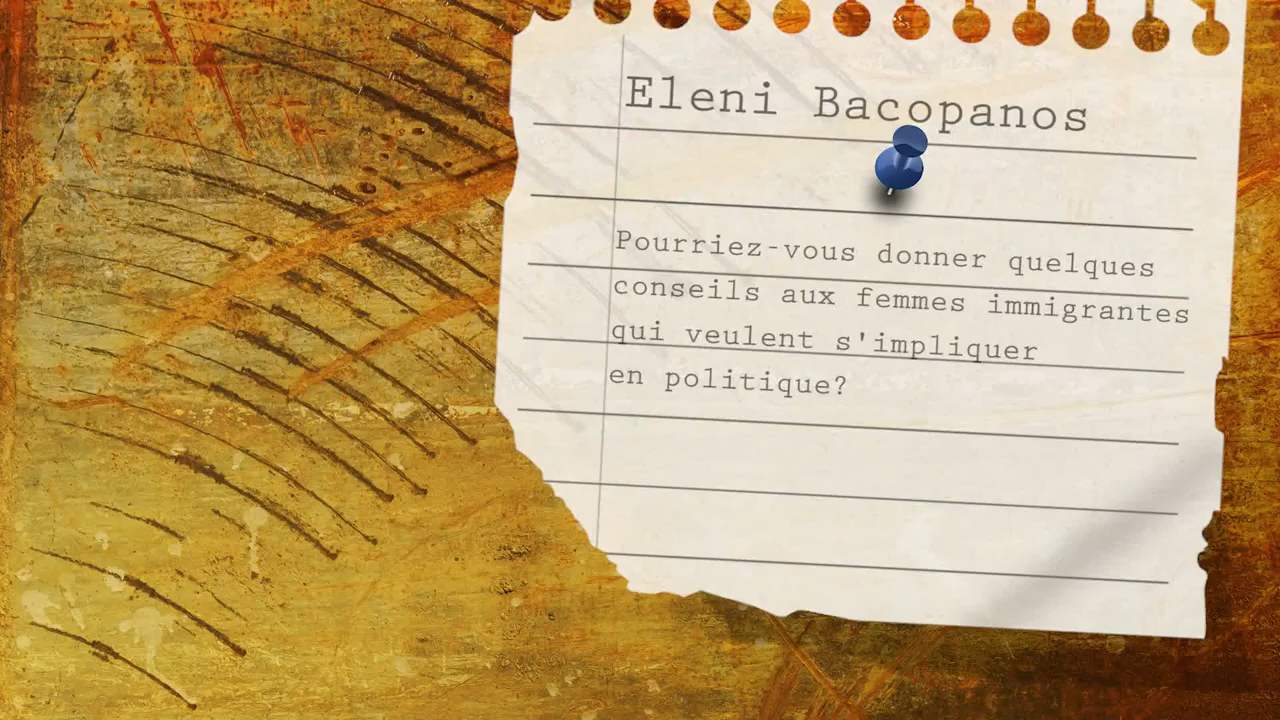 Eleni Bacopanos
Pourriez-vous donner quelques
conseils aux femmes immigrantes
qui veulent s'impliquer
en politique?